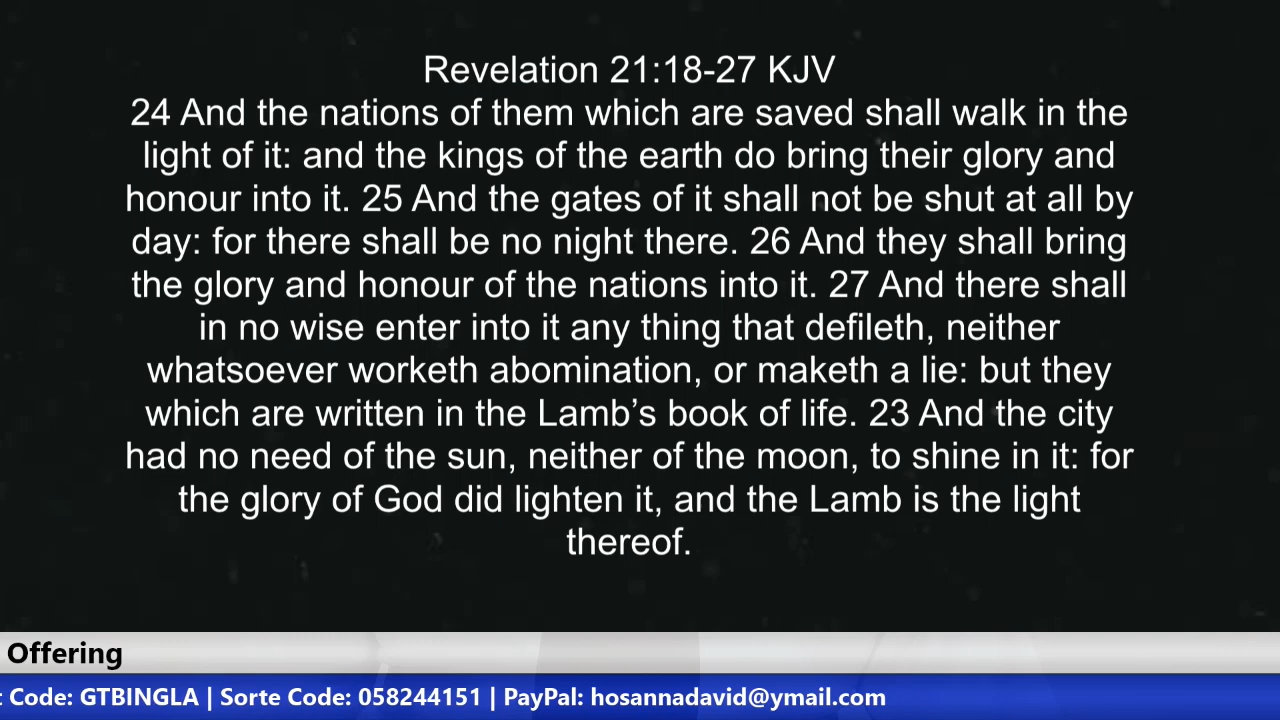 Revelation 21:18-27 KJV
24 And the nations of them which are saved shall walk in the
light of it: and the kings of the earth do bring their glory and
honour into it. 25 And the gates of it shall not be shut at all by
day: for there shall be no night there. 26 And they shall bring
the glory and honour of the nations into it. 27 And there shall
in no wise enter into it any thing that defileth, neither
whatsoever worketh abomination, or maketh a lie: but they
which are written in the Lamb’s book of life. 23 And the city
had no need of the sun, neither of the moon, to shine in it: for
the glory of God did lighten it, and the Lamb is the light
thereof.
Offering
Code: GTBINGLA | Sorte Code: 058244151 | PayPal: hosannadavid@ymail.com